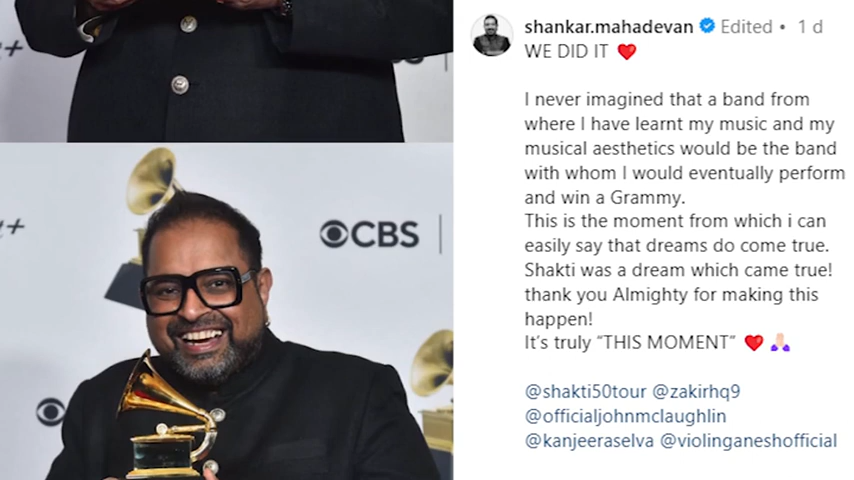 shankar.mahadevan Edited • 1 d
WE DID IT ❤️
I never imagined that a band from
where I have learnt my music and my
musical aesthetics would be the band
with whom I would eventually perform
and win a Grammy.
This is the moment from which i can
easily say that dreams do come true.
Shakti was a dream which came true!
thank you Almighty for making this
happen!
It's truly “THIS MOMENT” ❤️ 🙏🏻
@shakti50tour @zakirhq9
@officialjohnmclaughlin
@kanjeeraselva @violinganeshofficial
CBS
CBS